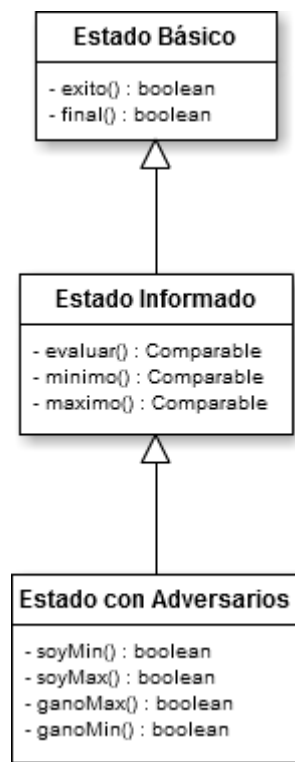 Estado Básico
- exito() : boolean
- final() : boolean
Estado Informado
- evaluar() : Comparable
- minimo() : Comparable
- maximo() : Comparable
Estado con Adversarios
- soyMin() : boolean
- soyMax() : boolean
- ganoMax() : boolean
- ganoMin() : boolean